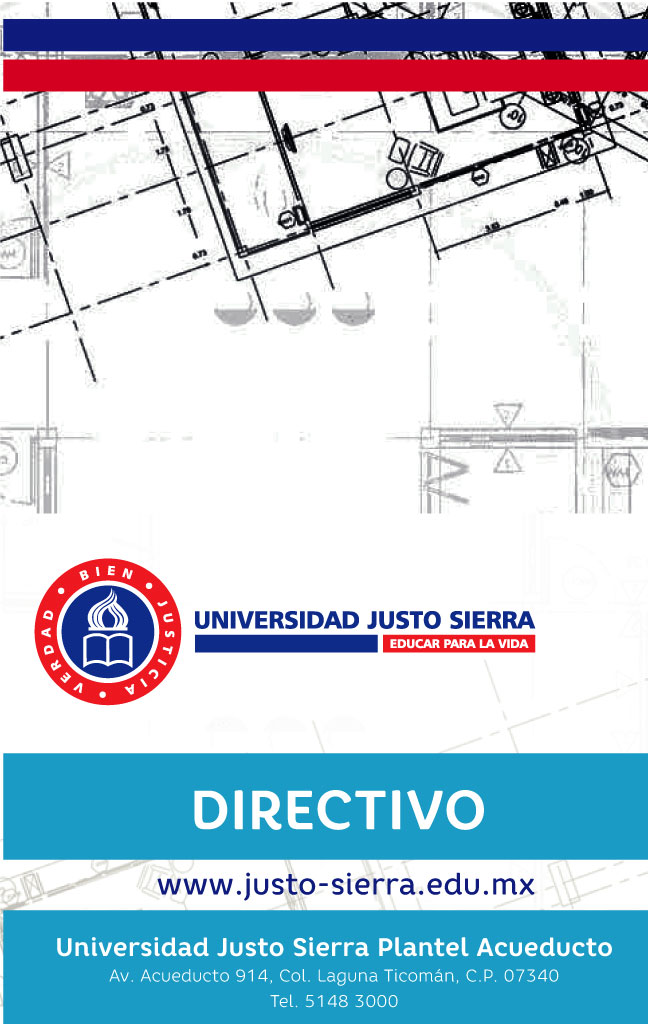 BIEN • JUSTICIA • VERDAD •
UNIVERSIDAD JUSTO SIERRA
EDUCAR PARA LA VIDA
DIRECTIVO
www.justo-sierra.edu.mx
Universidad Justo Sierra Plantel Acueducto
Av. Acueducto 914, Col. Laguna Ticomán, C.P. 07340
Tel. 5148 3000